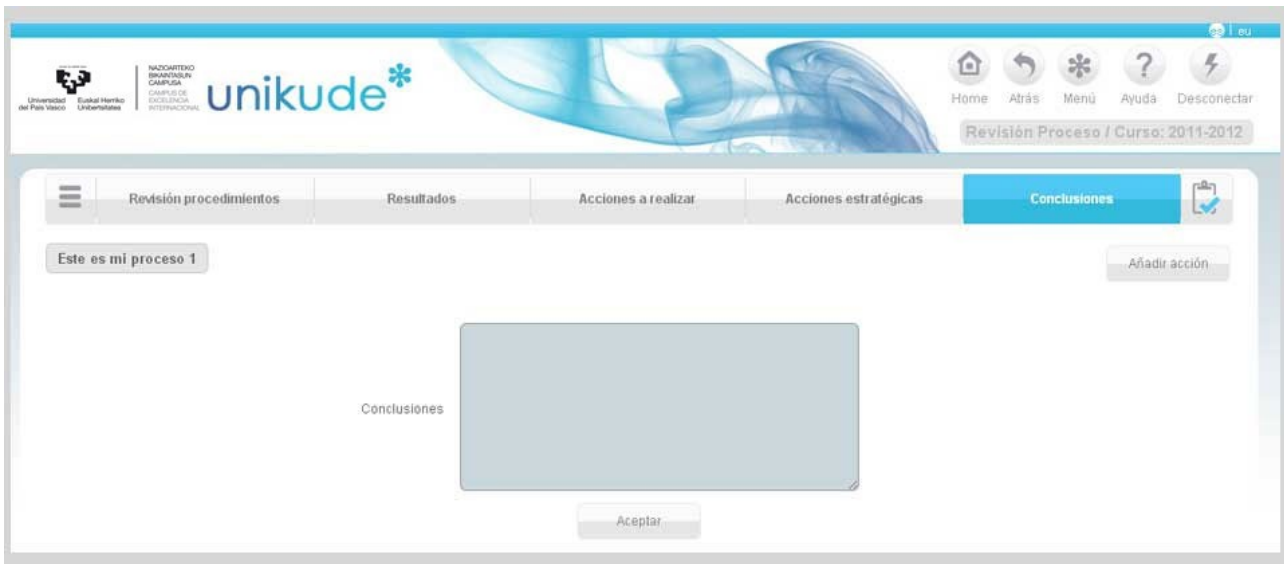 es | eu
Universidad
del País Vasco
Euskal Herriko
Unibertsitatea
NAZIOARTEKO
BIKAINTASUN
CAMPUSA
CAMPUS DE
EXCELENCIA
INTERNACIONAL
unikude*
Home Atrás Menú Ayuda Desconectar
Revisión Proceso / Curso: 2011-2012
Revisión procedimientos Resultados Acciones a realizar Acciones estratégicas Conclusiones
Este es mi proceso 1
Añadir acción
Conclusiones
Aceptar